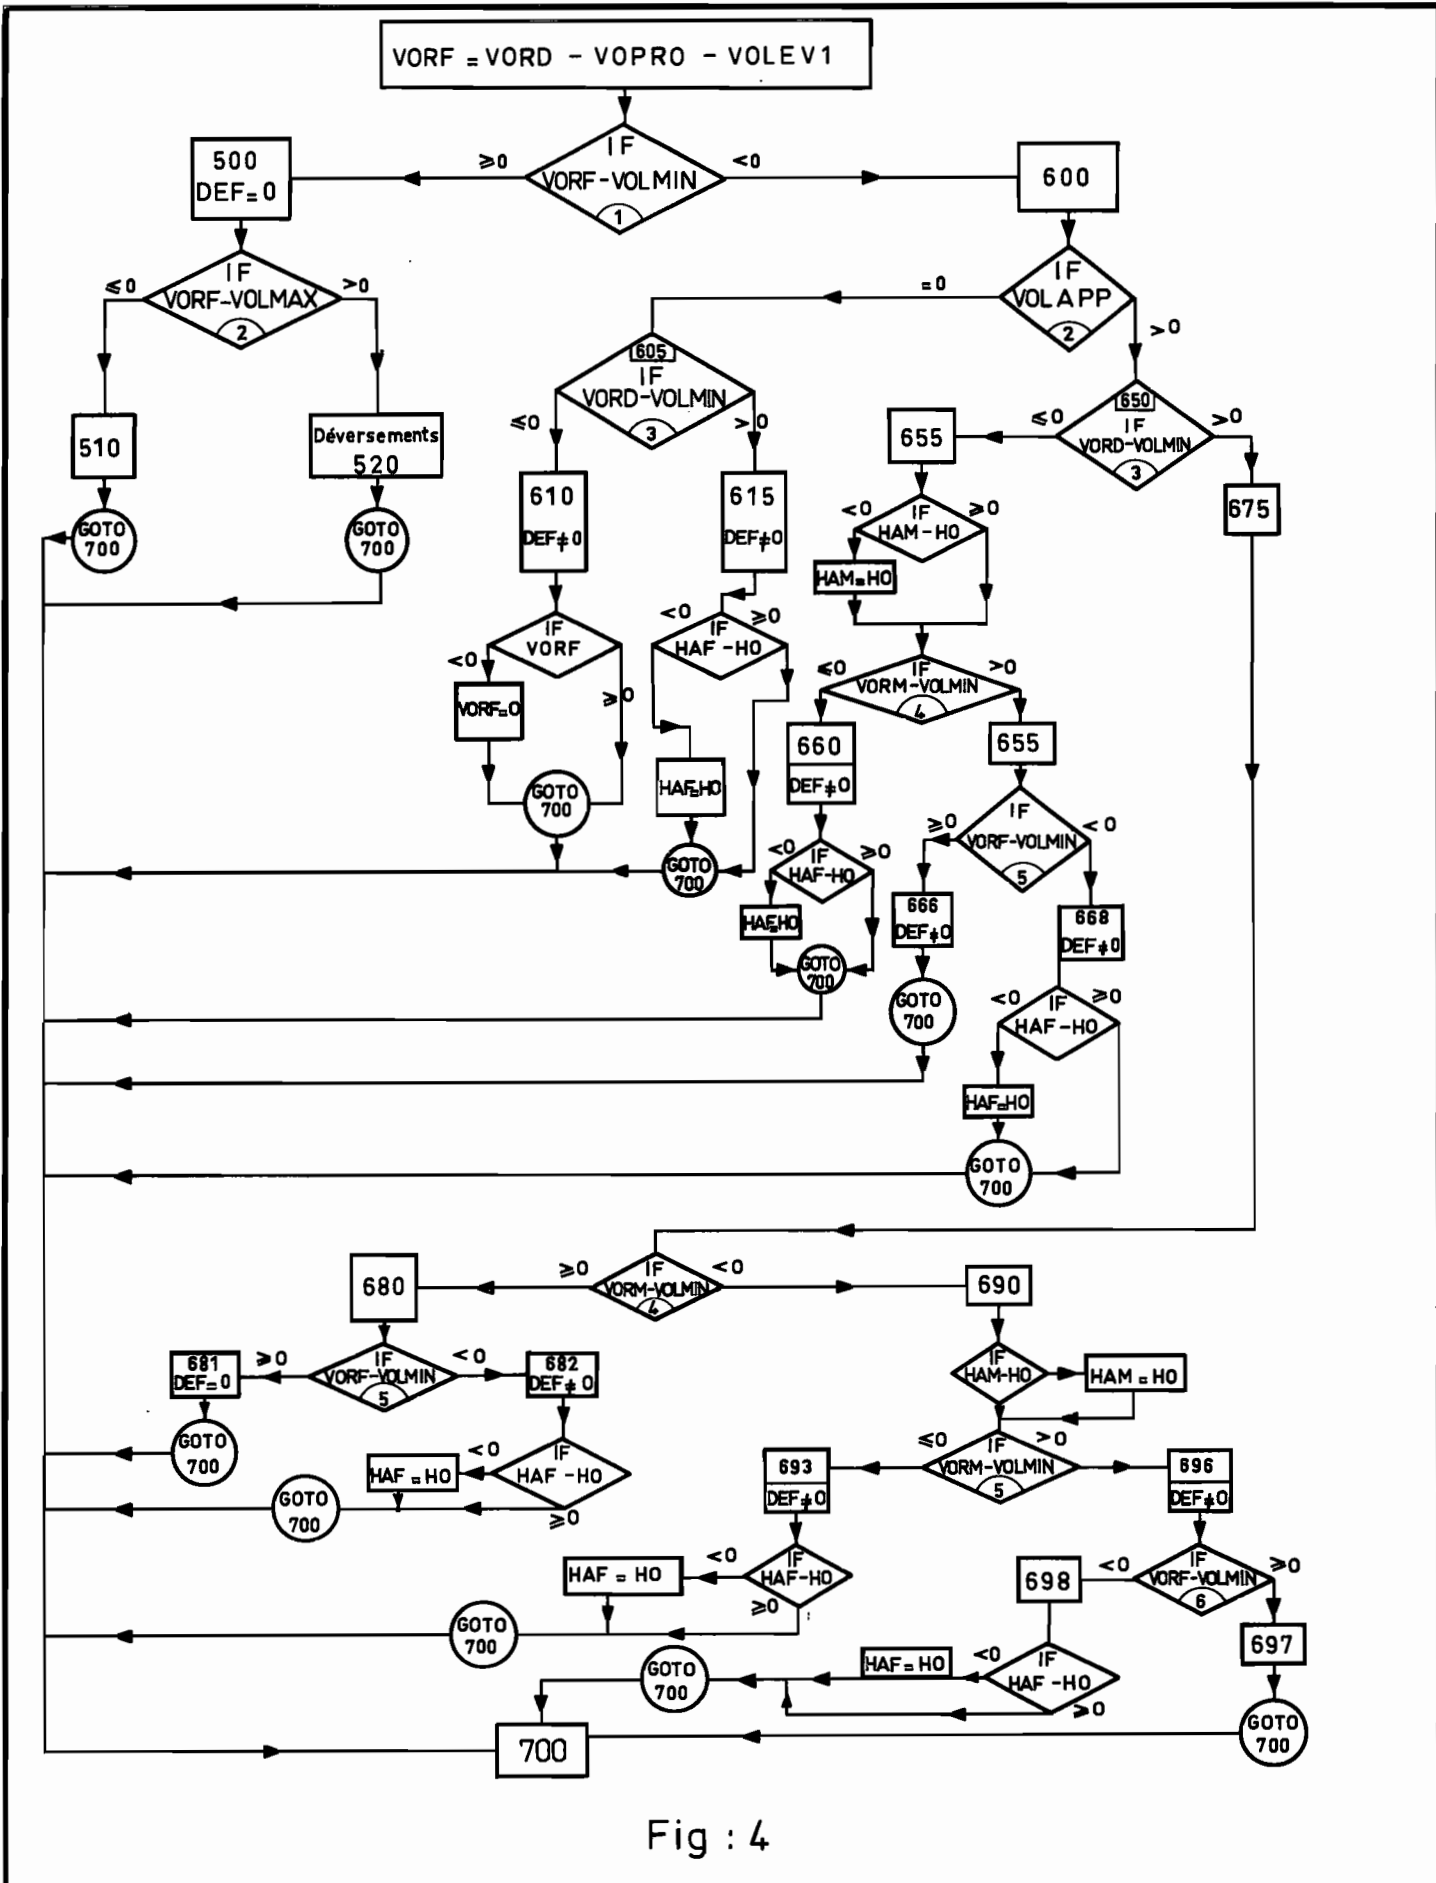 VORF = VORD - VOPRO - VOLEV1
IF
VORF-VOLMIN
1
≥0
<0
500
DEF=0
600
IF
VORF-VOLMAX
2
≤0
>0
IF
VOLAPP
2
=0
>0
510
GOTO
700
Déversements
520
GOTO
700
605
IF
VORD-VOLMIN
3
≤0
>0
650
IF
VORD-VOLMIN
3
≤0
>0
655
675
610
DEF≠0
615
DEF≠0
IF
HAM-HO
<0
≥0
HAM=HO
IF
VORF
<0
≥0
VORF=0
GOTO
700
IF
HAF-HO
<0
≥0
HAF=HO
GOTO
700
IF
VORM-VOLMIN
4
≤0
>0
660
DEF≠0
655
IF
HAF-HO
<0
≥0
HAF=HO
GOTO
700
IF
VORF-VOLMIN
5
≥0
<0
666
DEF≠0
GOTO
700
668
DEF≠0
IF
HAF-HO
<0
≥0
HAF=HO
GOTO
700
IF
VORM-VOLMIN
4
≥0
<0
680
690
IF
VORF-VOLMIN
5
≥0
<0
681
DEF=0
GOTO
700
682
DEF≠0
IF
HAF-HO
<0
≥0
HAF=HO
GOTO
700
IF
HAM-HO
HAM=HO
IF
VORM-VOLMIN
5
≤0
>0
693
DEF≠0
696
DEF≠0
IF
HAF-HO
<0
≥0
HAF=HO
GOTO
700
IF
VORF-VOLMIN
6
<0
≥0
698
697
IF
HAF-HO
<0
≥0
HAF=HO
GOTO
700
GOTO
700
700
Fig : 4